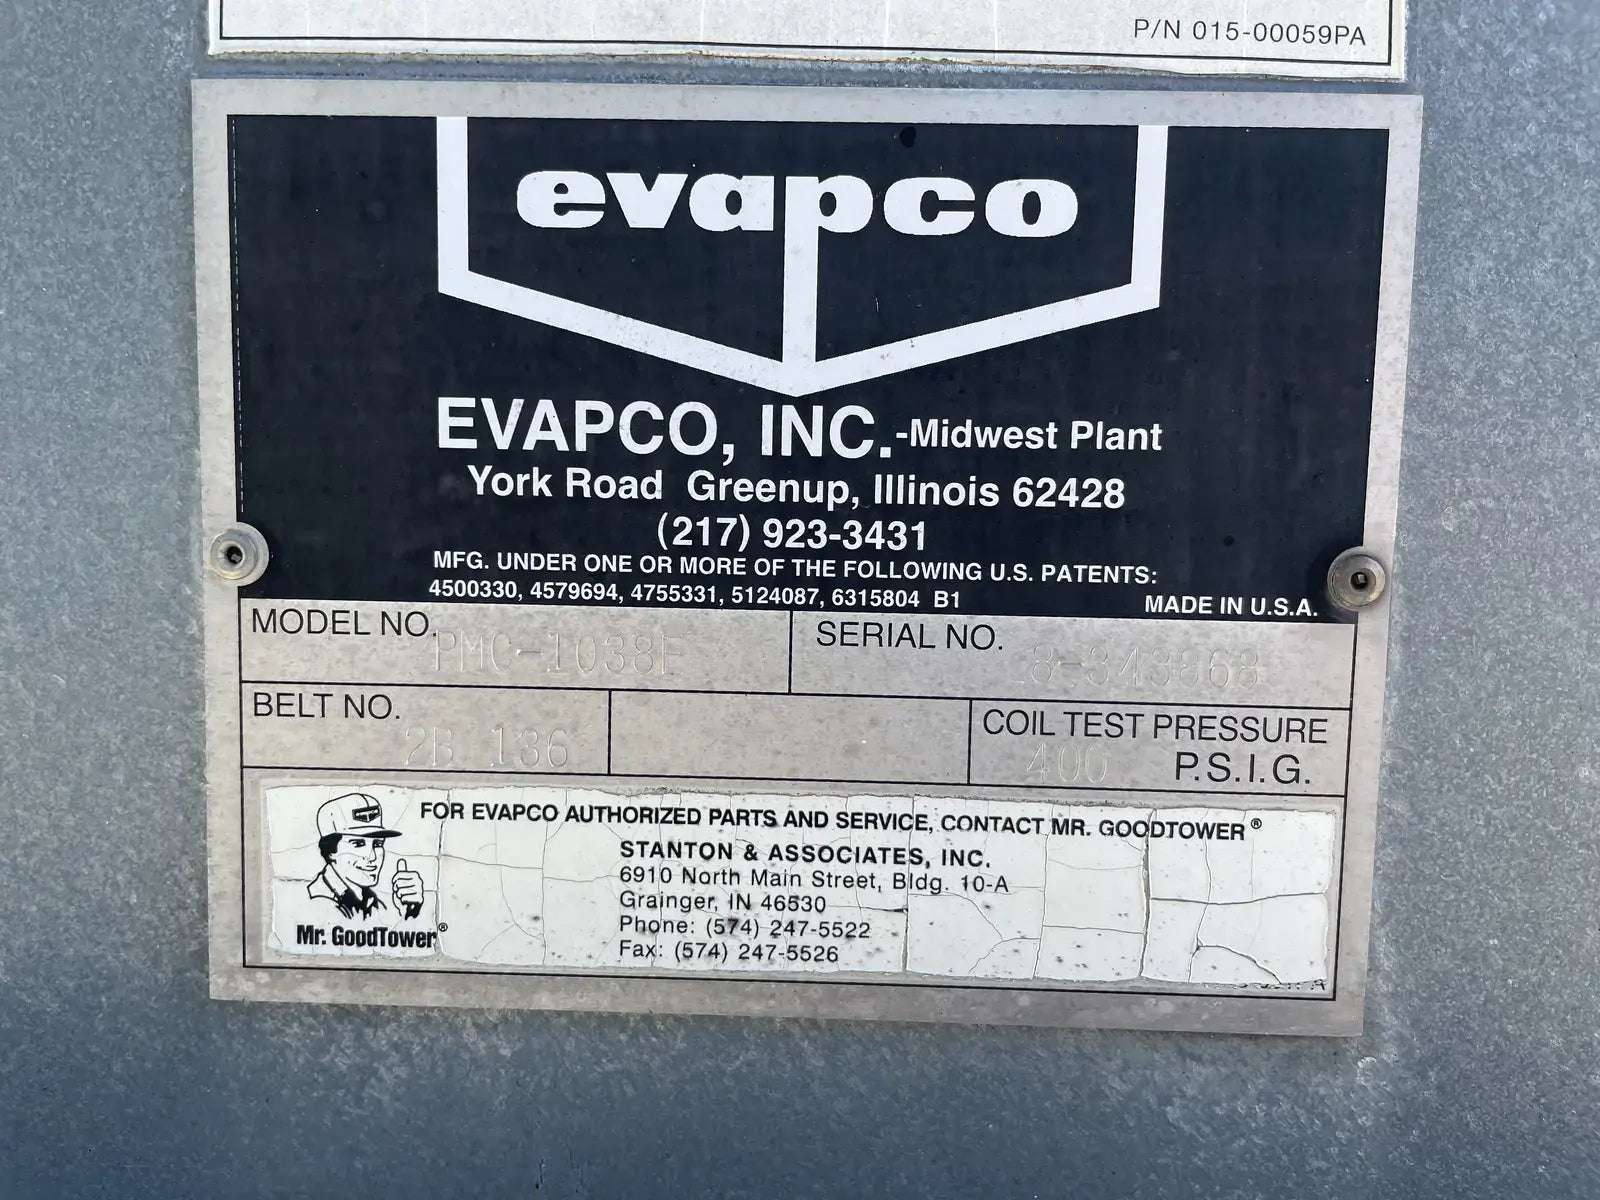 P/N 015-00059PA
evapco
EVAPCO, INC.-Midwest Plant
York Road Greenup, Illinois 62428
(217) 923-3431
MFG. UNDER ONE OR MORE OF THE FOLLOWING U.S. PATENTS:
4500330, 4579694, 4755331, 5124087, 6315804 B1
MADE IN U.S.A.
MODEL NO. PMC-1038E
SERIAL NO. 8-343868
BELT NO. 2B 136
COIL TEST PRESSURE
400 P.S.I.G.
FOR EVAPCO AUTHORIZED PARTS AND SERVICE, CONTACT MR. GOODTOWER®
STANTON & ASSOCIATES, INC.
6910 North Main Street, Bldg. 10-A
Grainger, IN 46530
Phone: (574) 247-5522
Fax: (574) 247-5526
Mr. GoodTower®